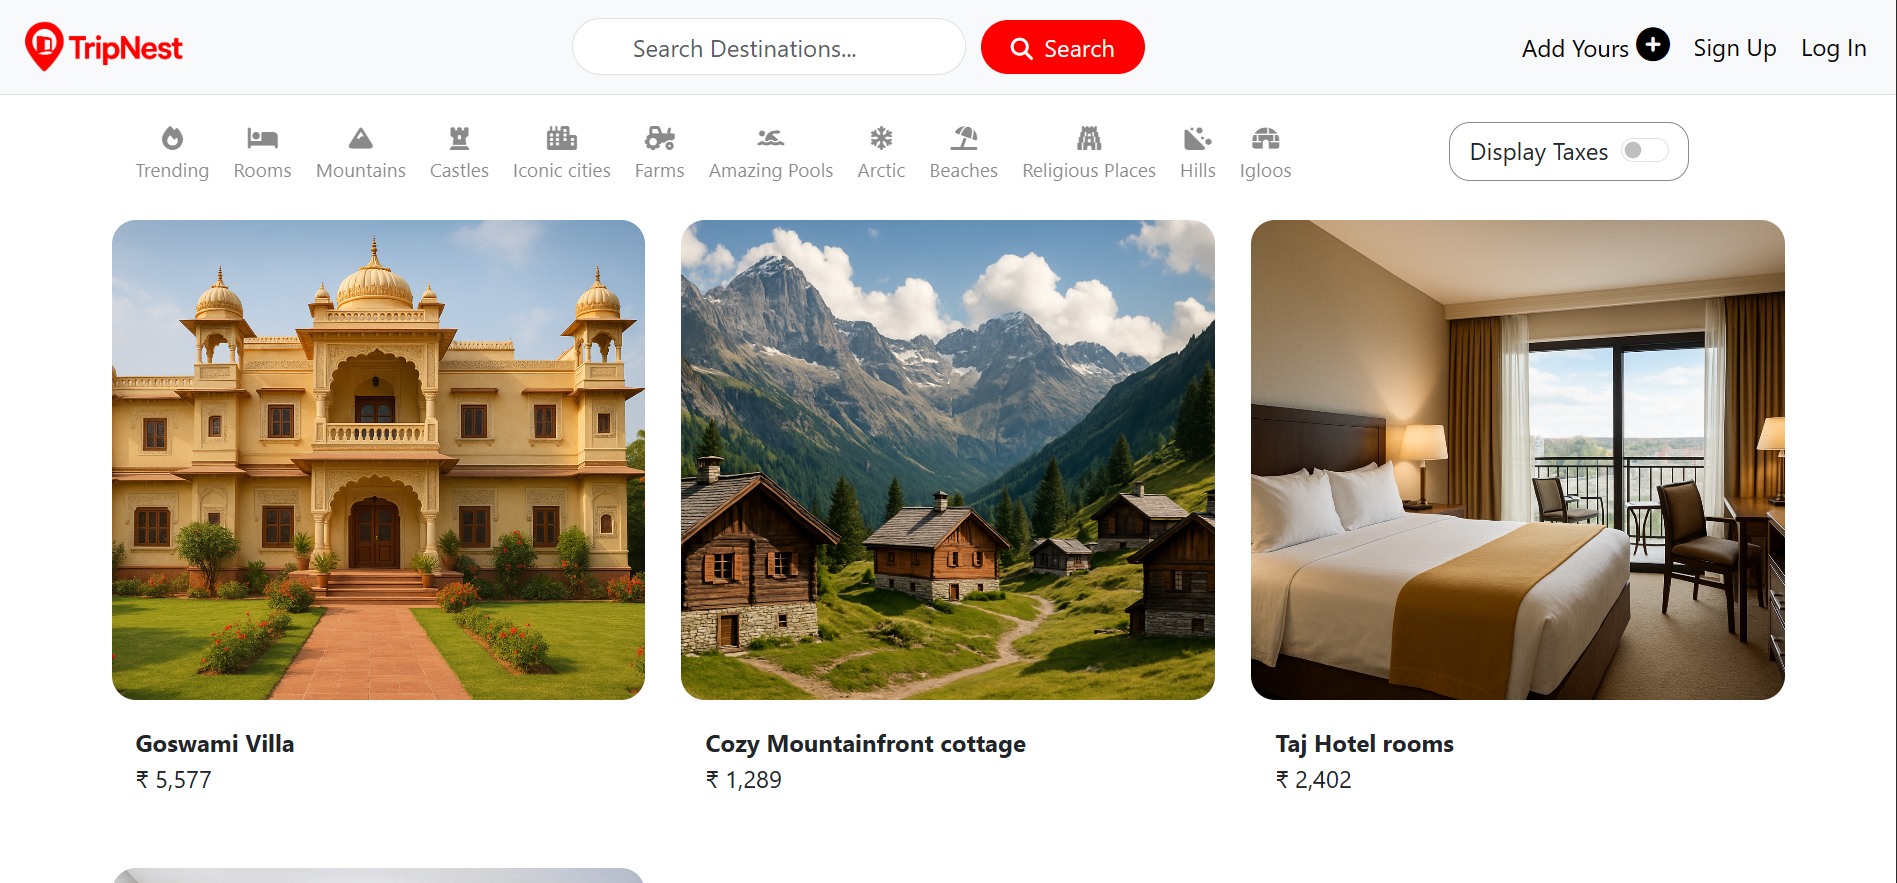 TripNest
Search Destinations...
Search
Add Yours
Sign Up
Log In
Trending
Rooms
Mountains
Castles
Iconic cities
Farms
Amazing Pools
Arctic
Beaches
Religious Places
Hills
Igloos
Display Taxes
Goswami Villa
₹ 5,577
Cozy Mountainfront cottage
₹ 1,289
Taj Hotel rooms
₹ 2,402